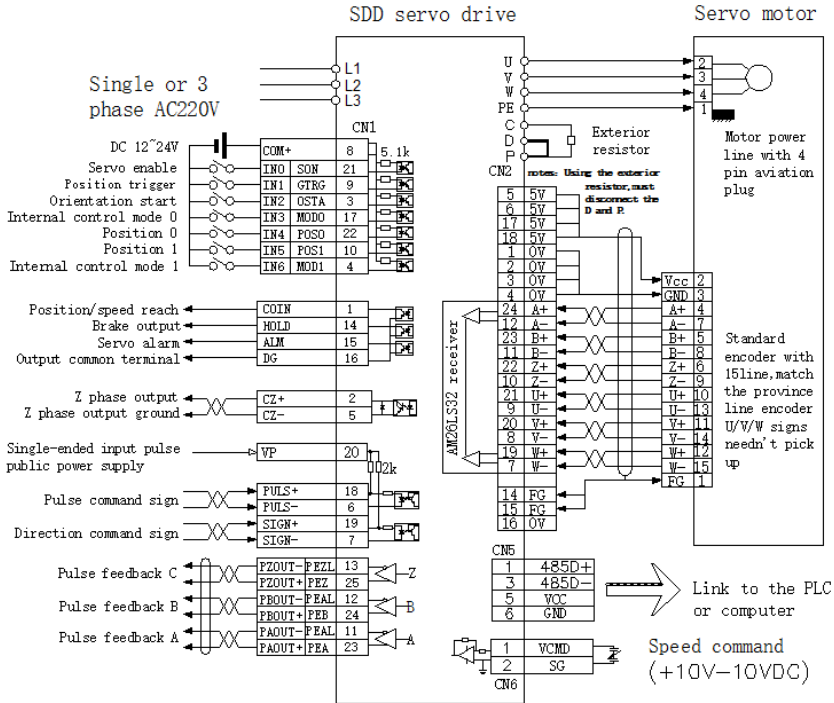 SDD servo drive
Servo motor
Single or 3
phase AC220V
L1
L2
L3
CN1
DC 12~24V
COM+ 8
5.1k
Servo enable IN0 SON 21
Position trigger IN1 GTRG 9
Orientation start IN2 OSTA 3
Internal control mode 0 IN3 MOD0 17
Position 0 IN4 POS0 22
Position 1 IN5 POS1 10
Internal control mode 1 IN6 MOD1 4
Position/speed reach COIN 1
Brake output HOLD 14
Servo alarm ALM 15
Output common terminal DG 16
Z phase output CZ+ 2
Z phase output ground CZ- 5
Single-ended input pulse
public power supply
VP 20
2k
Pulse command sign
PULS+ 18
PULS- 6
Direction command sign
SIGN+ 19
SIGN- 7
Pulse feedback C
PZOUT- PEZL 13
PZOUT+ PEZ 25
Z
Pulse feedback B
PBOUT- PEAL 12
PBOUT+ PEB 24
B
Pulse feedback A
PAOUT- PEAL 11
PAOUT+ PEA 23
A
U
V
W
PE
C
D
P
Exterior
resistor
notes: Using the exterior
resistor,must
disconnect the
D and P.
2
3
4
1
Motor power
line with 4
pin aviation
plug
CN2
5 5V
6 5V
17 5V
18 5V
1 0V
2 0V
3 0V
4 0V
24 A+
12 A-
23 B+
11 B-
22 Z+
10 Z-
21 U+
9 U-
20 V+
8 V-
19 W+
7 W-
14 FG
15 FG
16 0V
AM26LS32 receiver
Vcc 2
GND 3
A+ 4
A- 7
B+ 5
B- 8
Z+ 6
Z- 9
U+ 10
U- 13
V+ 11
V- 14
W+ 12
W- 15
FG 1
Standard
encoder with
15line,match
the province
line encoder
U/V/W signs
needn't pick
up
CN5
1 485D+
3 485D-
5 VCC
6 GND
Link to the PLC
or computer
1 VCMD
2 SG
CN6
Speed command
(+10V-10VDC)